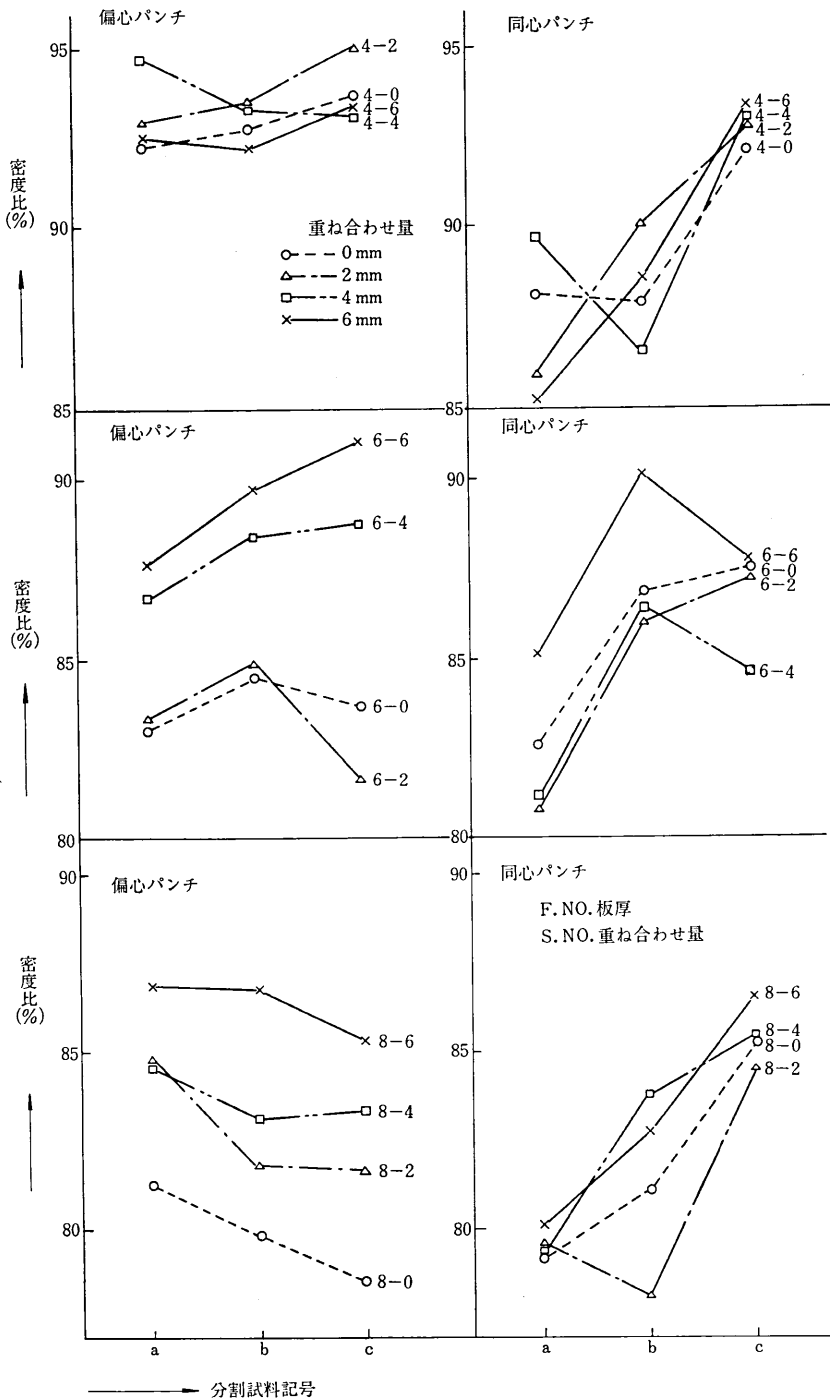 偏心パンチ
95
4-2
4-0
4-6
4-4
90
密度比(%)
重ね合わせ量
0 mm
2 mm
4 mm
6 mm
85
同心パンチ
95
4-6
4-4
4-2
4-0
90
85
偏心パンチ
6-6
90
6-4
密度比(%)
85
6-0
6-2
80
同心パンチ
90
6-6
6-0
6-2
85
6-4
80
偏心パンチ
90
密度比(%)
8-6
85
8-4
8-2
80
8-0
a b c
同心パンチ
F.NO.板厚
S.NO.重ね合わせ量
8-6
8-4
85
8-0
8-2
80
a b c
分割試料記号